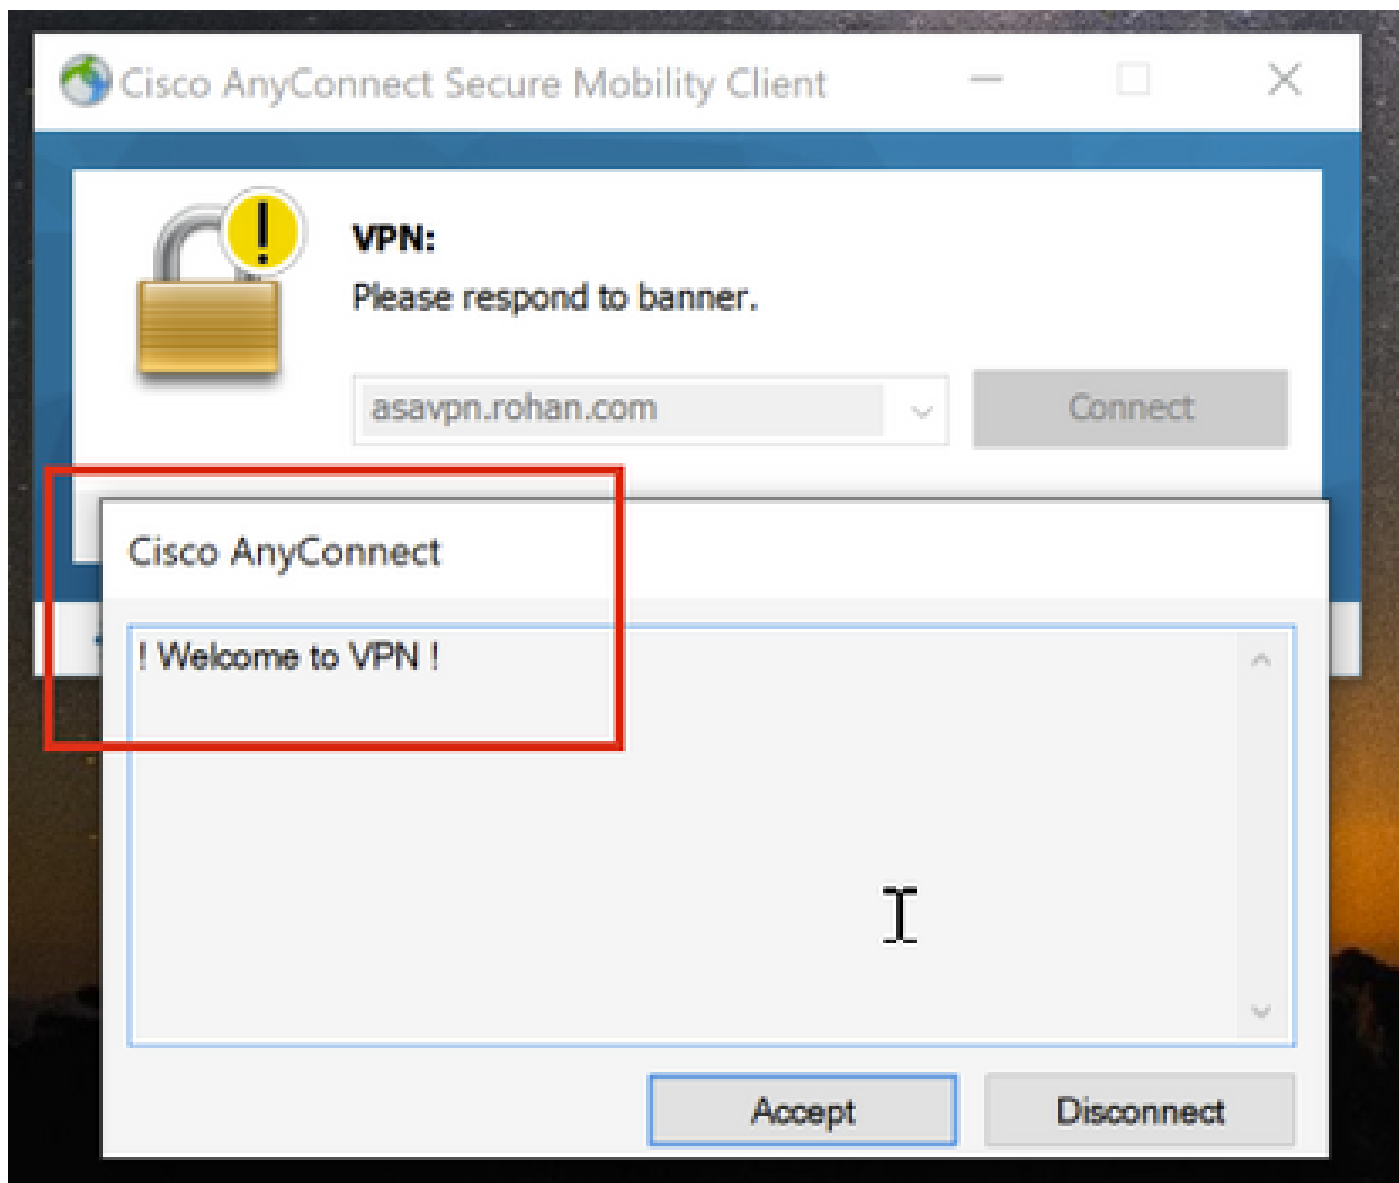 Cisco AnyConnect Secure Mobility Client
VPN:
Please respond to banner.
asavpn.rohan.com
Connect
Cisco AnyConnect
! Welcome to VPN !
Accept
Disconnect